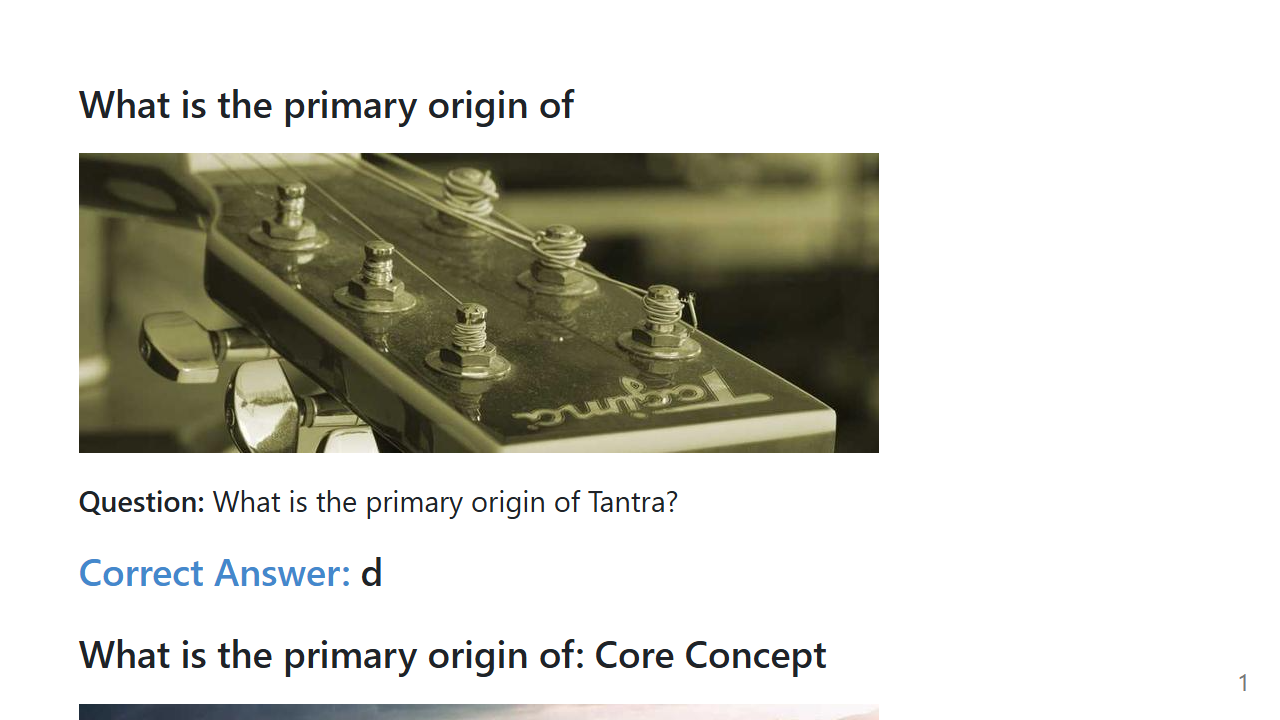 What is the primary origin of
Tagima
Question: What is the primary origin of Tantra?
Correct Answer: d
What is the primary origin of: Core Concept
1